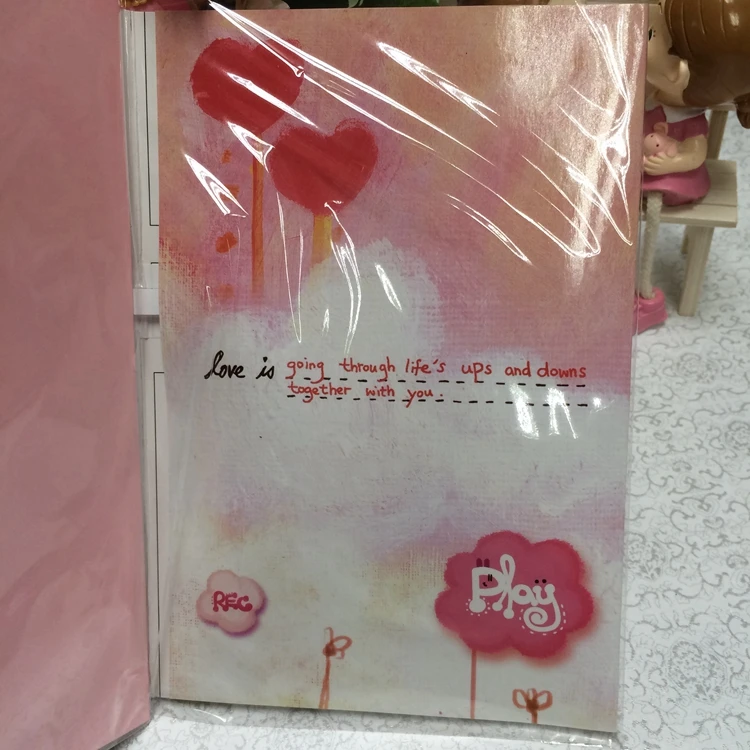 love is going through life's ups and downs
together with you.
REC
Play